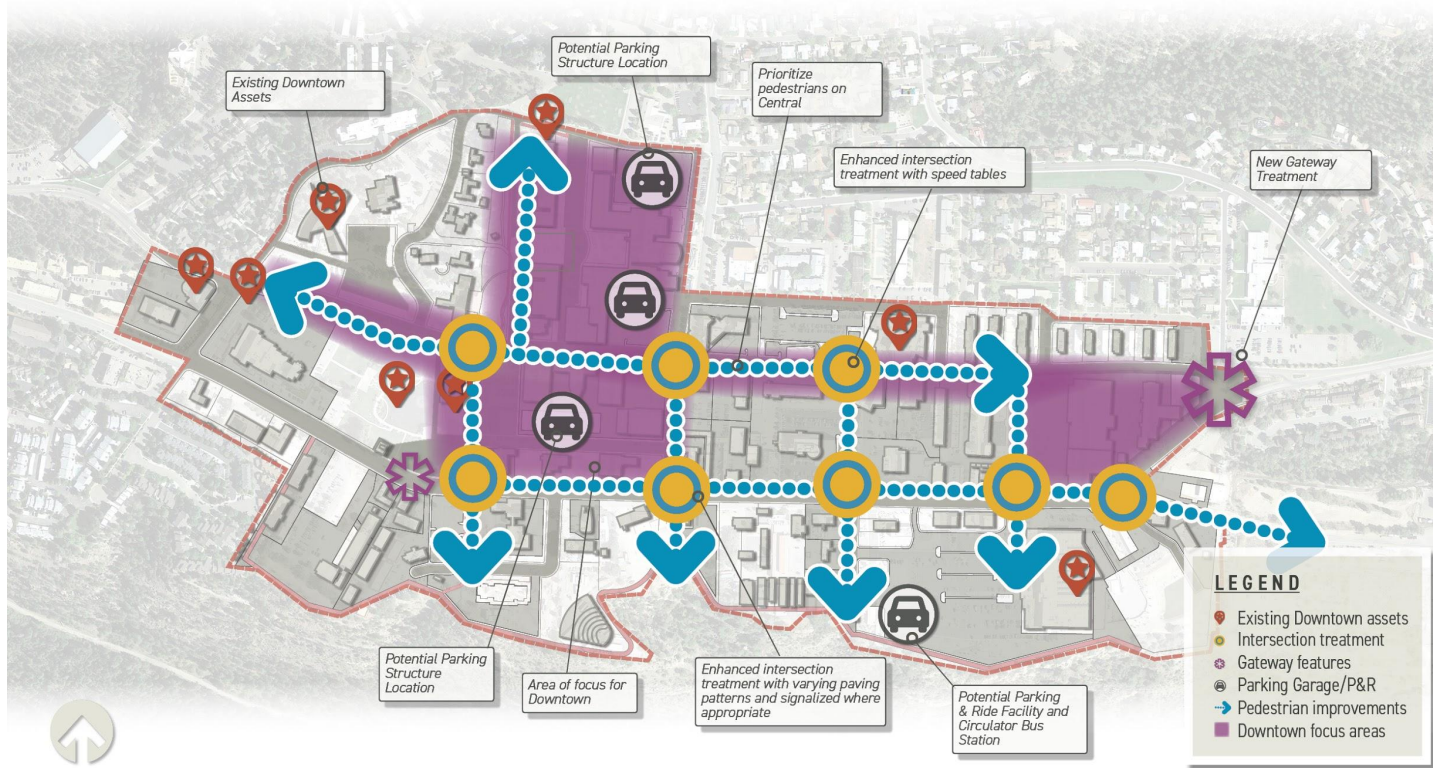 Potential Parking
Structure Location
Prioritize
pedestrians on
Central
Existing Downtown
Assets
Enhanced intersection
treatment with speed tables
New Gateway
Treatment
Potential Parking
Structure
Location
Area of focus for
Downtown
Enhanced intersection
treatment with varying paving
patterns and signalized where
appropriate
Potential Parking
& Ride Facility and
Circulator Bus
Station
LEGEND
Existing Downtown assets
Intersection treatment
Gateway features
Parking Garage/P&R
Pedestrian improvements
Downtown focus areas